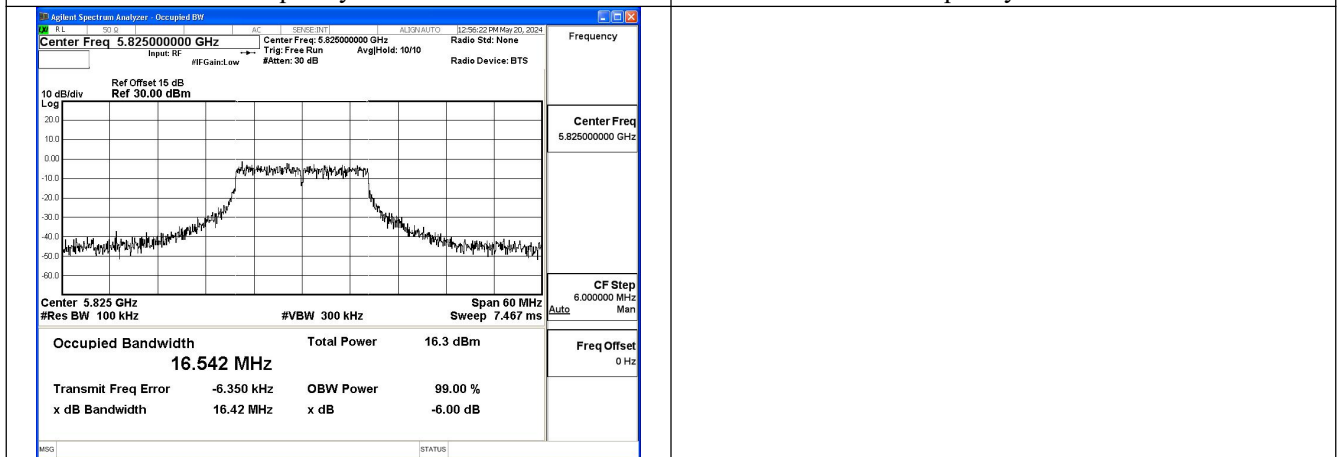 Agilent Spectrum Analyzer - Occupied BW
RL 50 Ω AC SENSE:INT ALIGNAUTO 12:56:22 PM May 20, 2024
Center Freq 5.825000000 GHz Center Freq: 5.825000000 GHz Radio Std: None Frequency
Input: RF Trig: Free Run Avg|Hold: 10/10
#IFGain:Low #Atten: 30 dB Radio Device: BTS
Ref Offset 15 dB
10 dB/div Ref 30.00 dBm
Log
20.0
10.0
0.00
-10.0
-20.0
-30.0
-40.0
-50.0
-60.0
Center Freq
5.825000000 GHz
Center 5.825 GHz Span 60 MHz
#Res BW 100 kHz #VBW 300 kHz Sweep 7.467 ms
CF Step
6.000000 MHz
Auto Man
Occupied Bandwidth Total Power 16.3 dBm
16.542 MHz
Transmit Freq Error -6.350 kHz OBW Power 99.00 %
x dB Bandwidth 16.42 MHz x dB -6.00 dB
Freq Offset
0 Hz
MSG STATUS